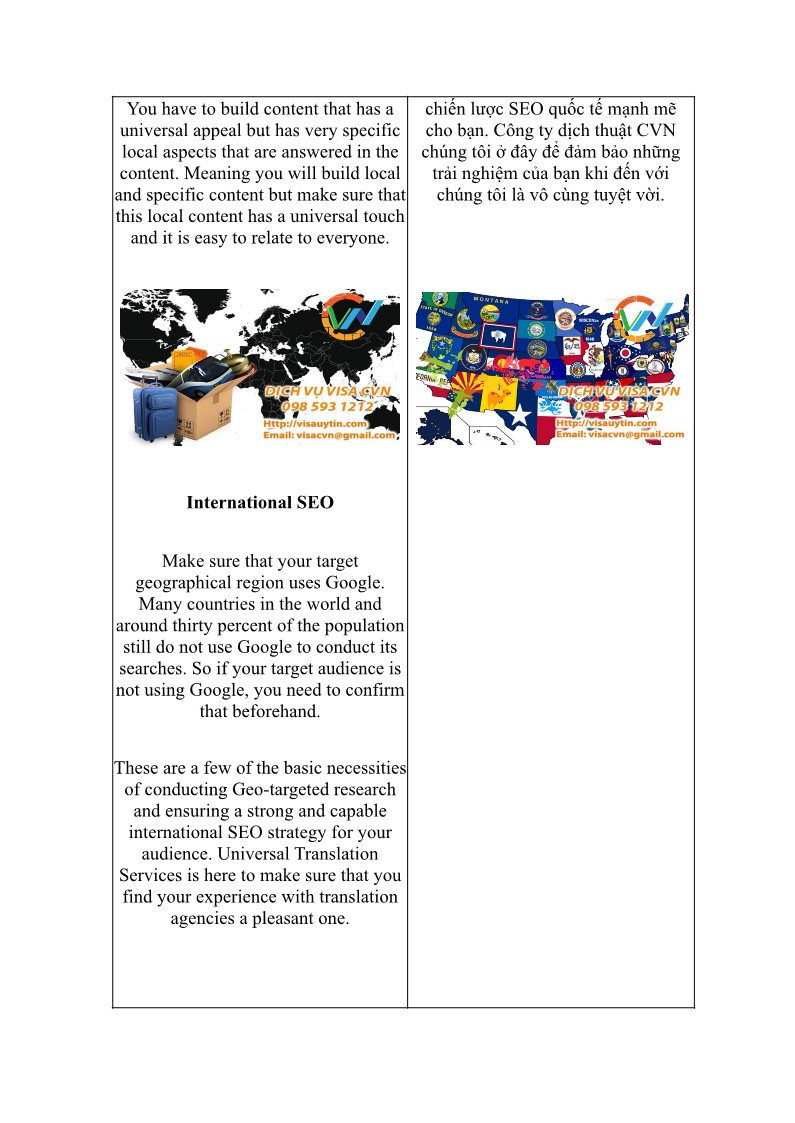 You have to build content that has a
universal appeal but has very specific
local aspects that are answered in the
content. Meaning you will build local
and specific content but make sure that
this local content has a universal touch
and it is easy to relate to everyone.
DỊCH VỤ VISA CVN
098 593 1212
Http://visauytin.com
Email: visacvn@gmail.com
International SEO
Make sure that your target
geographical region uses Google.
Many countries in the world and
around thirty percent of the population
still do not use Google to conduct its
searches. So if your target audience is
not using Google, you need to confirm
that beforehand.
These are a few of the basic necessities
of conducting Geo-targeted research
and ensuring a strong and capable
international SEO strategy for your
audience. Universal Translation
Services is here to make sure that you
find your experience with translation
agencies a pleasant one.
chiến lược SEO quốc tế mạnh mẽ
cho bạn. Công ty dịch thuật CVN
chúng tôi ở đây để đảm bảo những
trải nghiệm của bạn khi đến với
chúng tôi là vô cùng tuyệt vời.
MONTANA
WISCONSIN
1848
DỊCH VỤ VISA CVN
098 593 1212
Http://visauytin.com
Email: visacvn@gmail.com